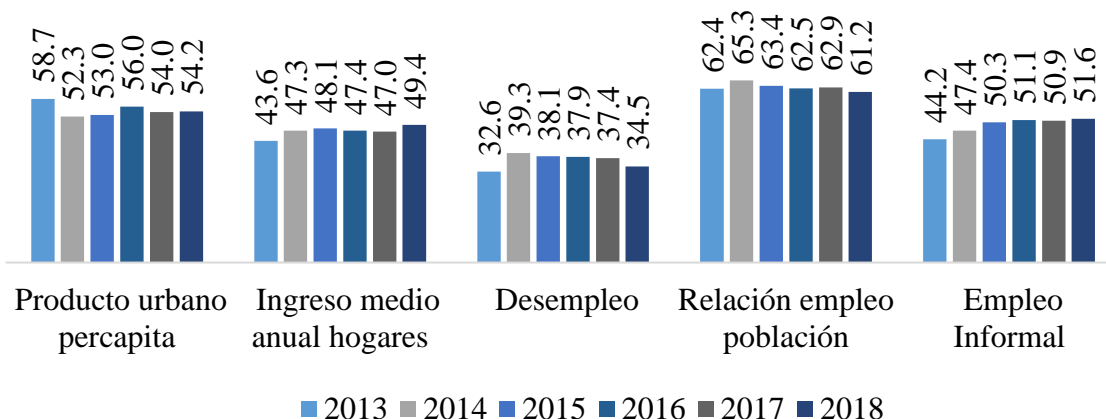 58.7 52.3 53.0 56.0 54.0 54.2
43.6 47.3 48.1 47.4 47.0 49.4
32.6 39.3 38.1 37.9 37.4 34.5
62.4 65.3 63.4 62.5 62.9 61.2
44.2 47.4 50.3 51.1 50.9 51.6
Producto urbano
percapita
Ingreso medio
anual hogares
Desempleo
Relación empleo
población
Empleo
Informal
2013 2014 2015 2016 2017 2018